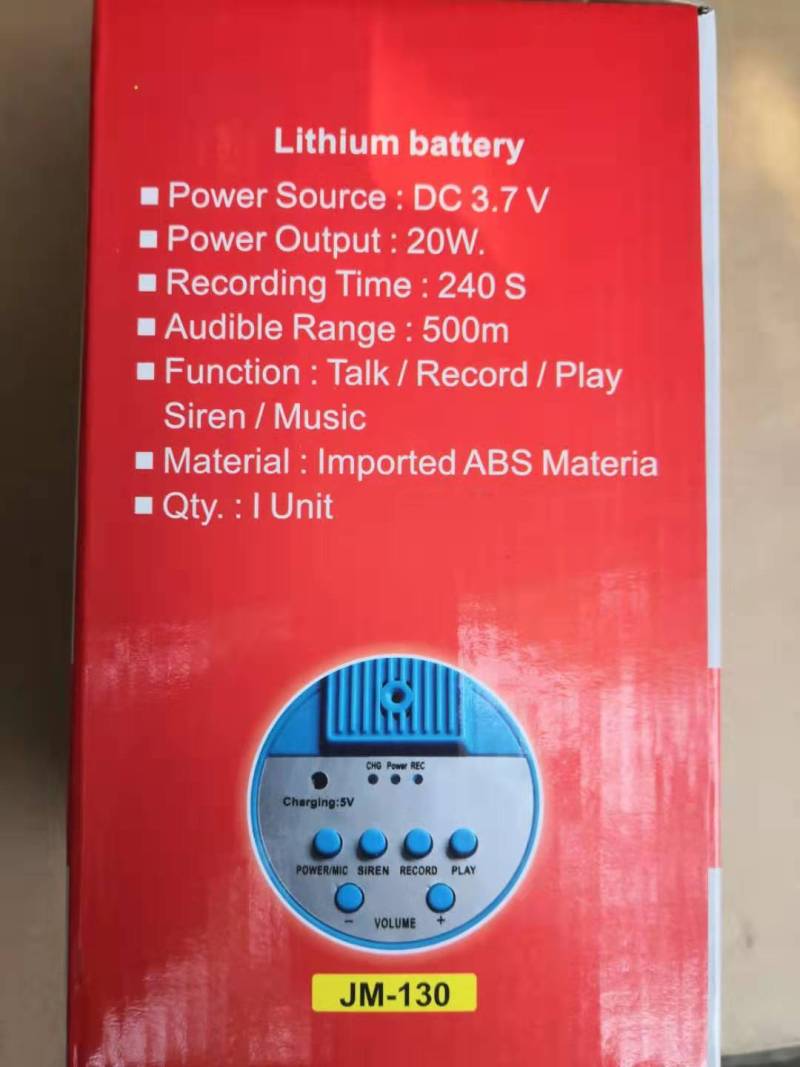 Lithium battery
■ Power Source : DC 3.7 V
■ Power Output : 20W.
■ Recording Time : 240 S
■ Audible Range : 500m
■ Function : Talk / Record / Play
Siren / Music
■ Material : Imported ABS Materia
■ Qty. : I Unit
CHG Power REC
Charging:5V
POWER/MIC SIREN RECORD PLAY
− VOLUME +
JM-130